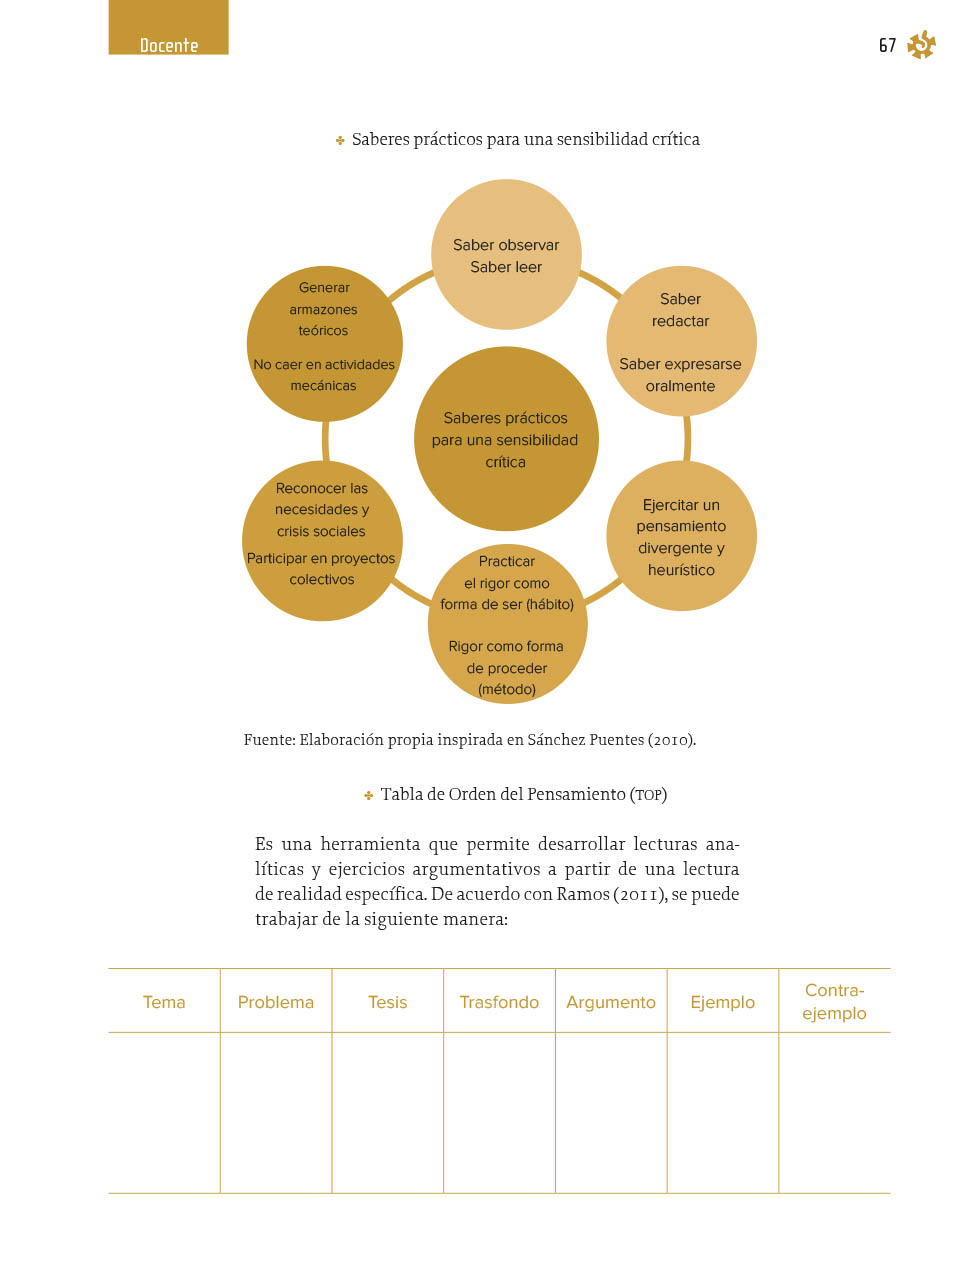 Docente
67
✤ Saberes prácticos para una sensibilidad crítica
Saber observar
Saber leer
Saber
redactar
Saber expresarse
oralmente
Ejercitar un
pensamiento
divergente y
heurístico
Practicar
el rigor como
forma de ser (hábito)
Rigor como forma
de proceder
(método)
Reconocer las
necesidades y
crisis sociales
Participar en proyectos
colectivos
Generar
armazones
teóricos
No caer en actividades
mecánicas
Saberes prácticos
para una sensibilidad
crítica
Fuente: Elaboración propia inspirada en Sánchez Puentes (2010).
✤ Tabla de Orden del Pensamiento (TOP)
Es una herramienta que permite desarrollar lecturas ana-
líticas y ejercicios argumentativos a partir de una lectura
de realidad específica. De acuerdo con Ramos (2011), se puede
trabajar de la siguiente manera:
Tema
Problema
Tesis
Trasfondo
Argumento
Ejemplo
Contra-
ejemplo